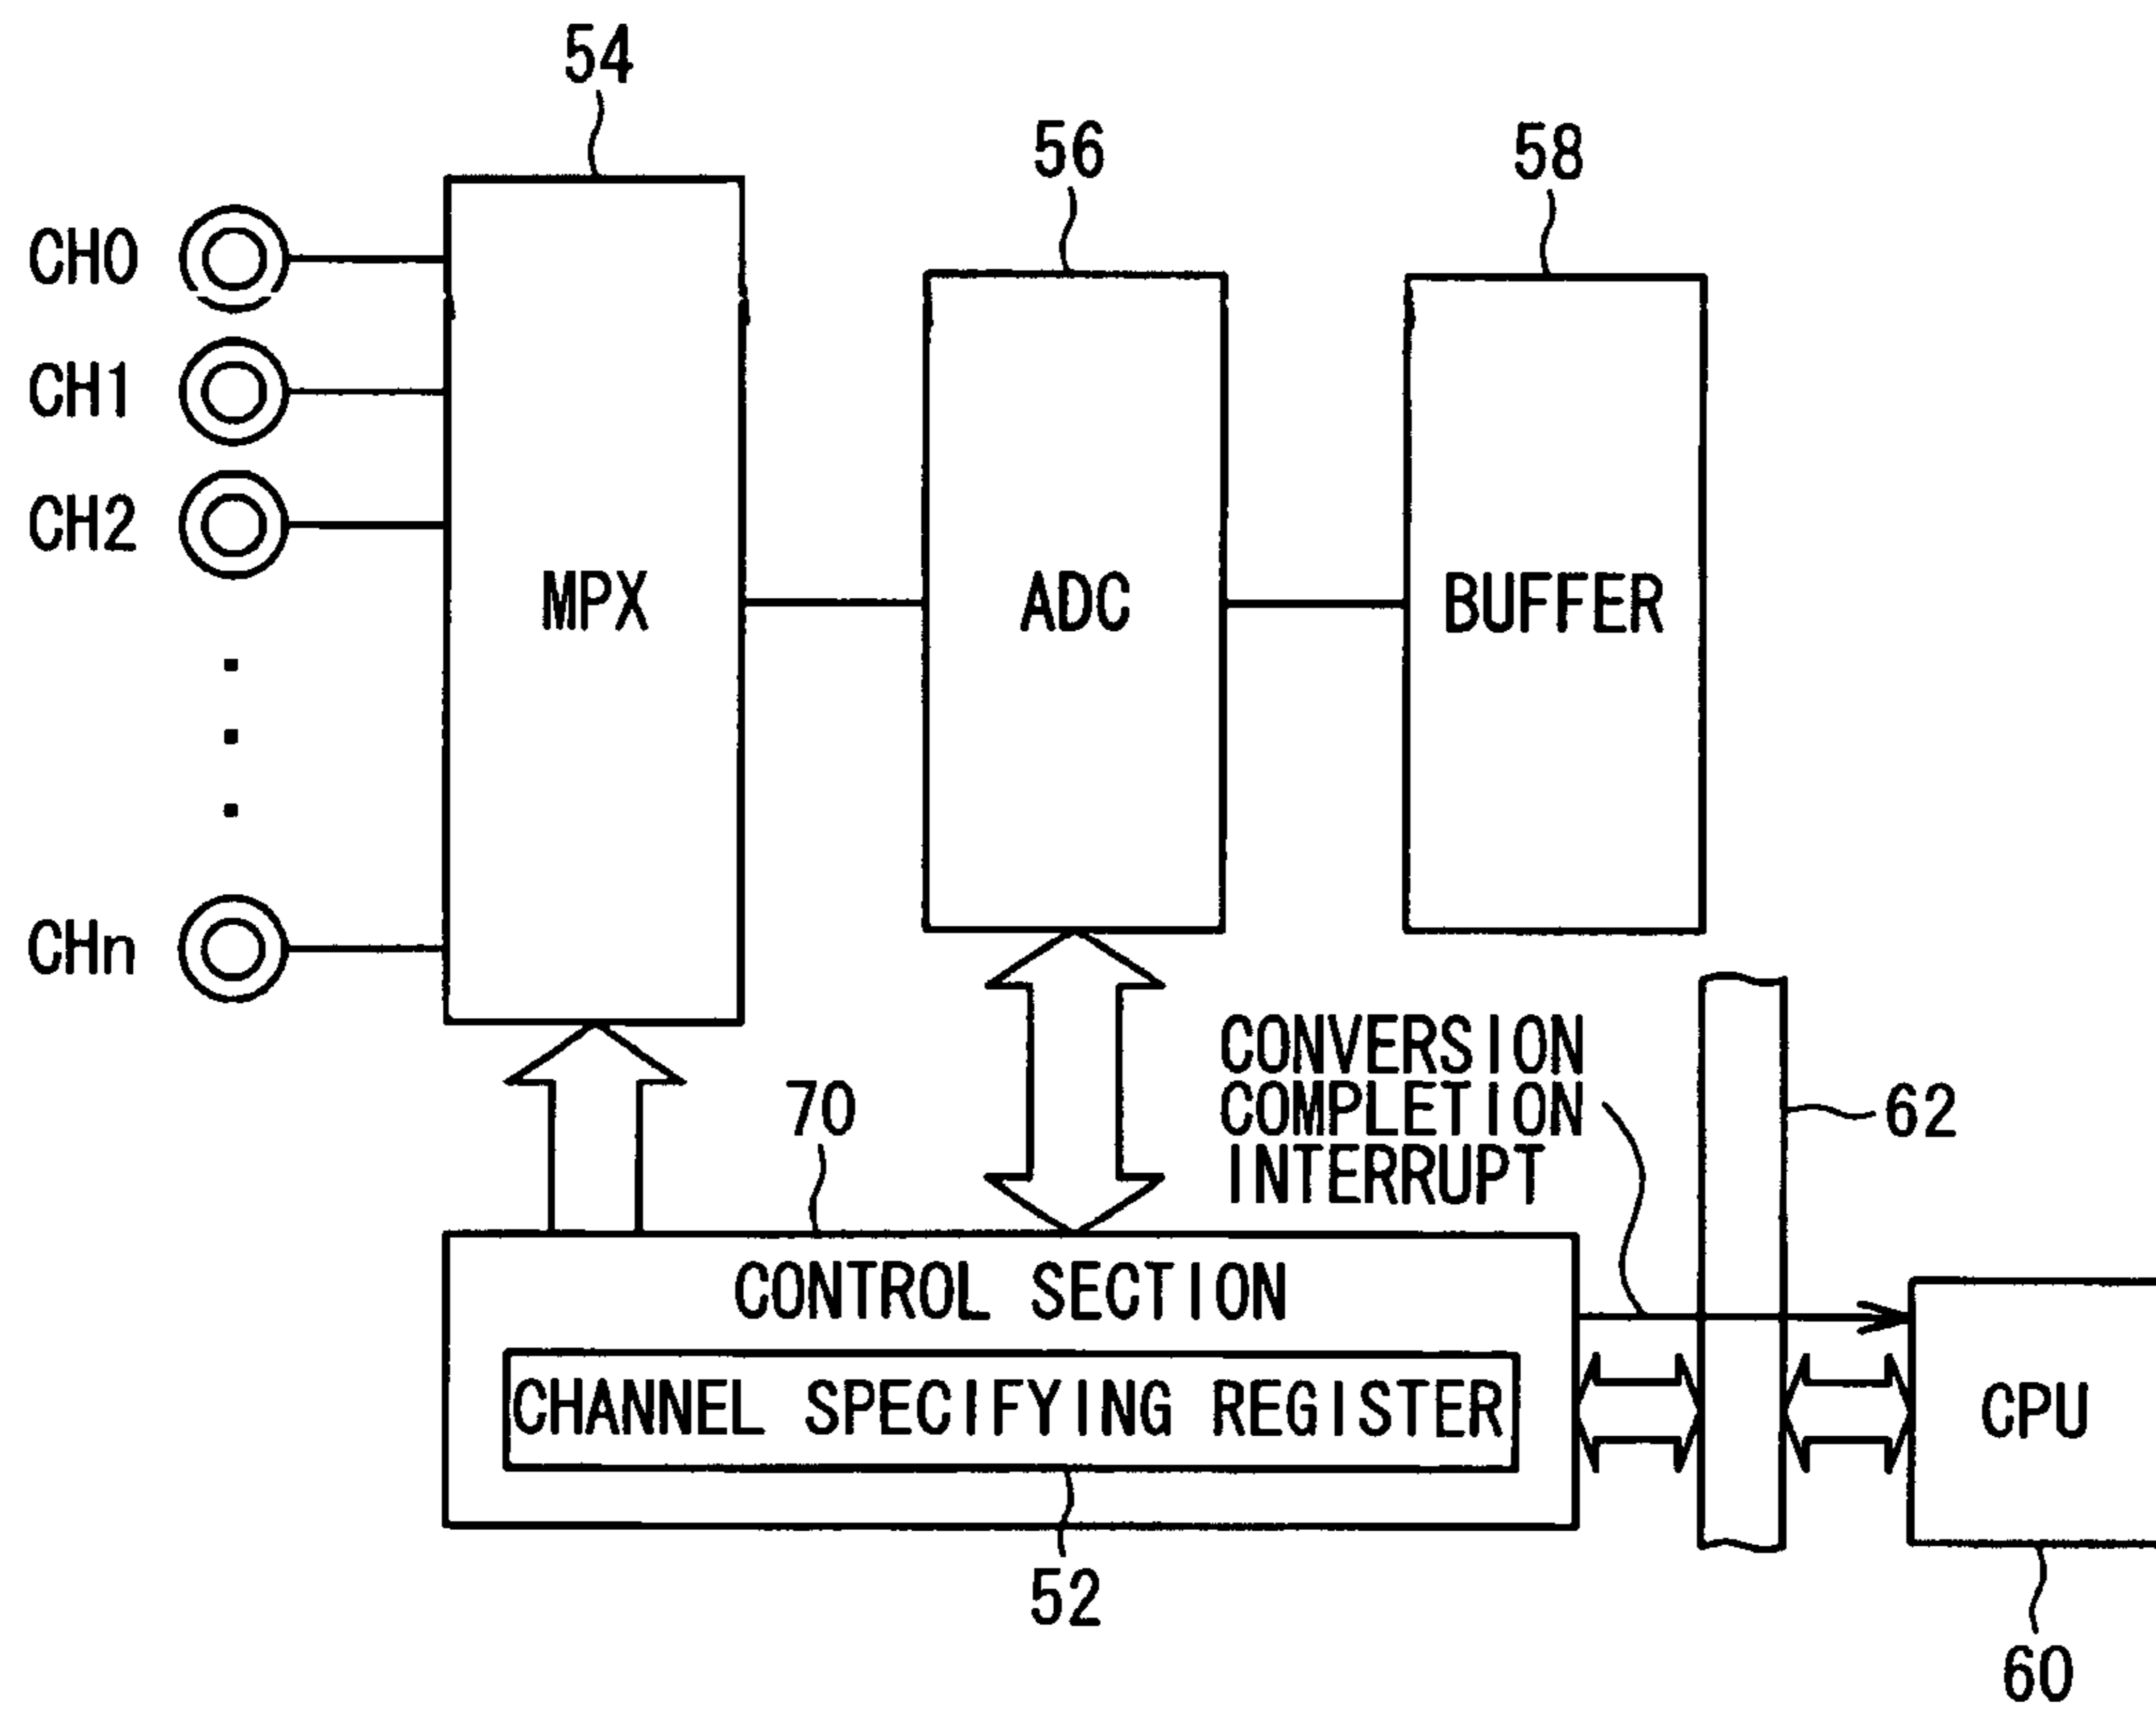 54
56
58
CH0
CH1
CH2
MPX
ADC
BUFFER
CHn
CONVERSION
COMPLETION
INTERRUPT
70
62
CONTROL SECTION
CHANNEL SPECIFYING REGISTER
CPU
52
60